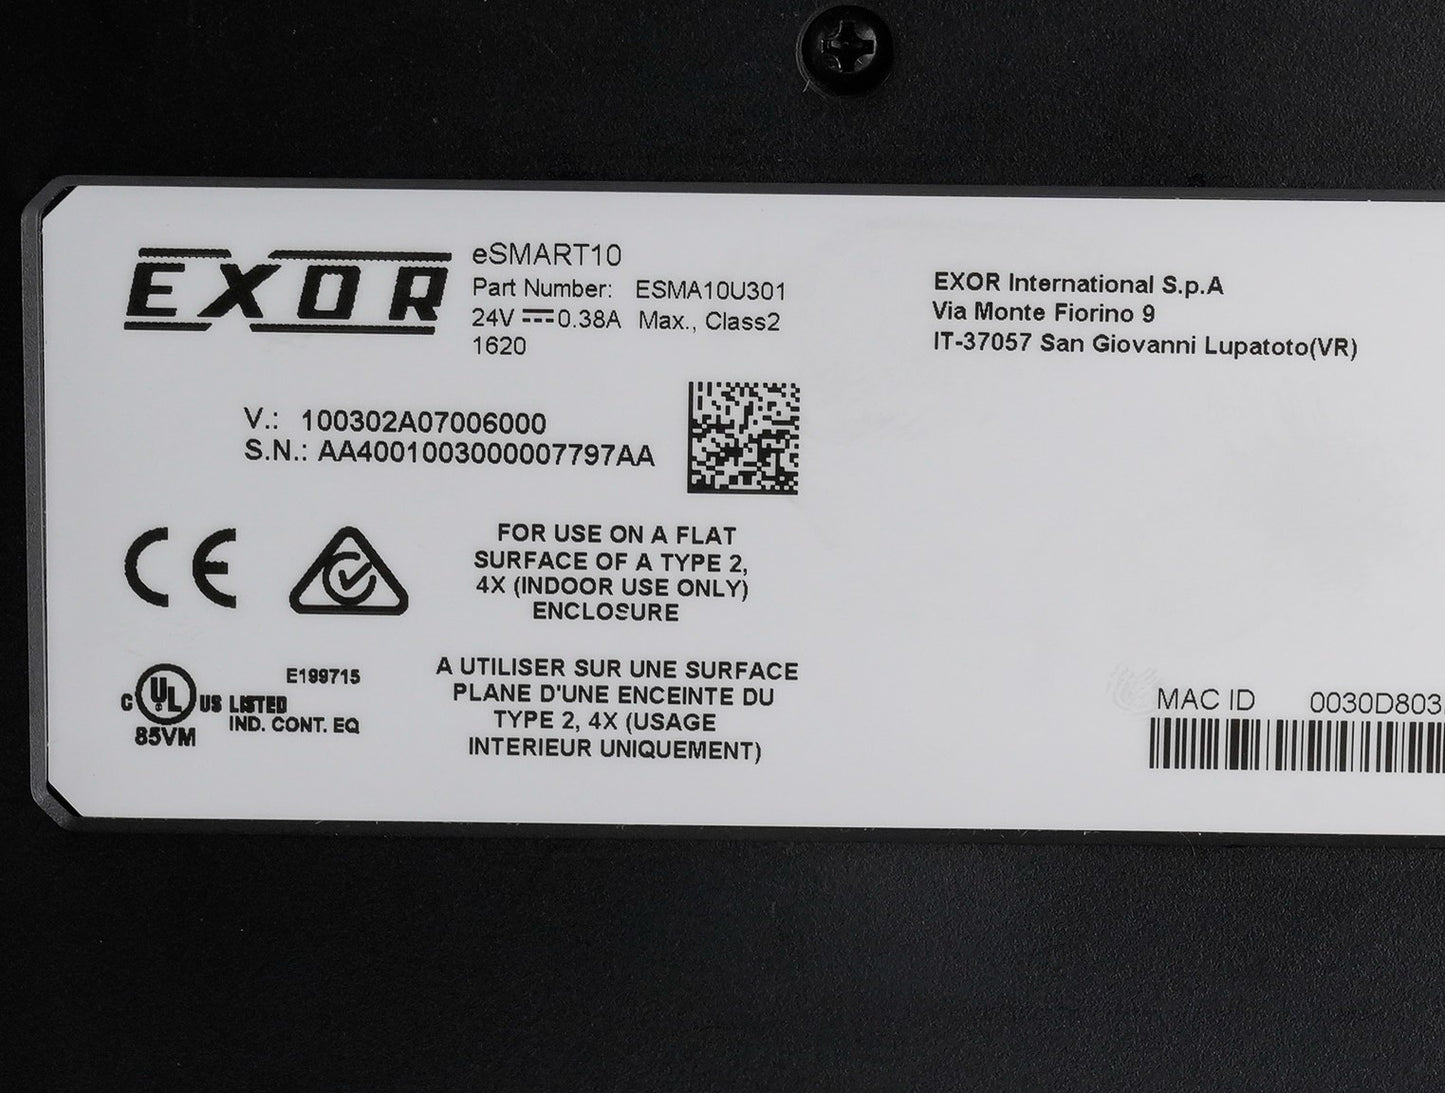 EXOR
eSMART10
Part Number: ESMA10U301
24V 0.38A Max., Class2
1620
EXOR International S.p.A
Via Monte Fiorino 9
IT-37057 San Giovanni Lupatoto(VR)
V.: 100302A07006000
S.N.: AA4001003000007797AA
CE
FOR USE ON A FLAT
SURFACE OF A TYPE 2,
4X (INDOOR USE ONLY)
ENCLOSURE
E199715
C UL US LISTED
IND. CONT. EQ
85VM
A UTILISER SUR UNE SURFACE
PLANE D'UNE ENCEINTE DU
TYPE 2, 4X (USAGE
INTERIEUR UNIQUEMENT)
MAC ID 0030D803